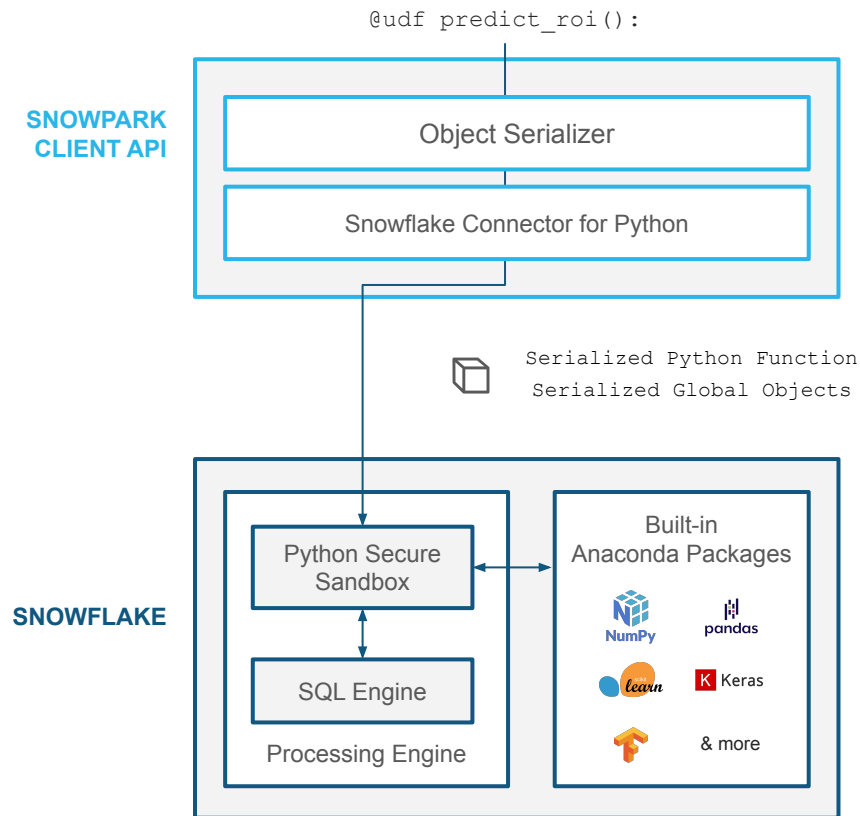 @udf predict_roi():
SNOWPARK
CLIENT API
Object Serializer
Snowflake Connector for Python
Serialized Python Function
Serialized Global Objects
SNOWFLAKE
Python Secure
Sandbox
SQL Engine
Processing Engine
Built-in
Anaconda Packages
NumPy
pandas
learn
K Keras
& more